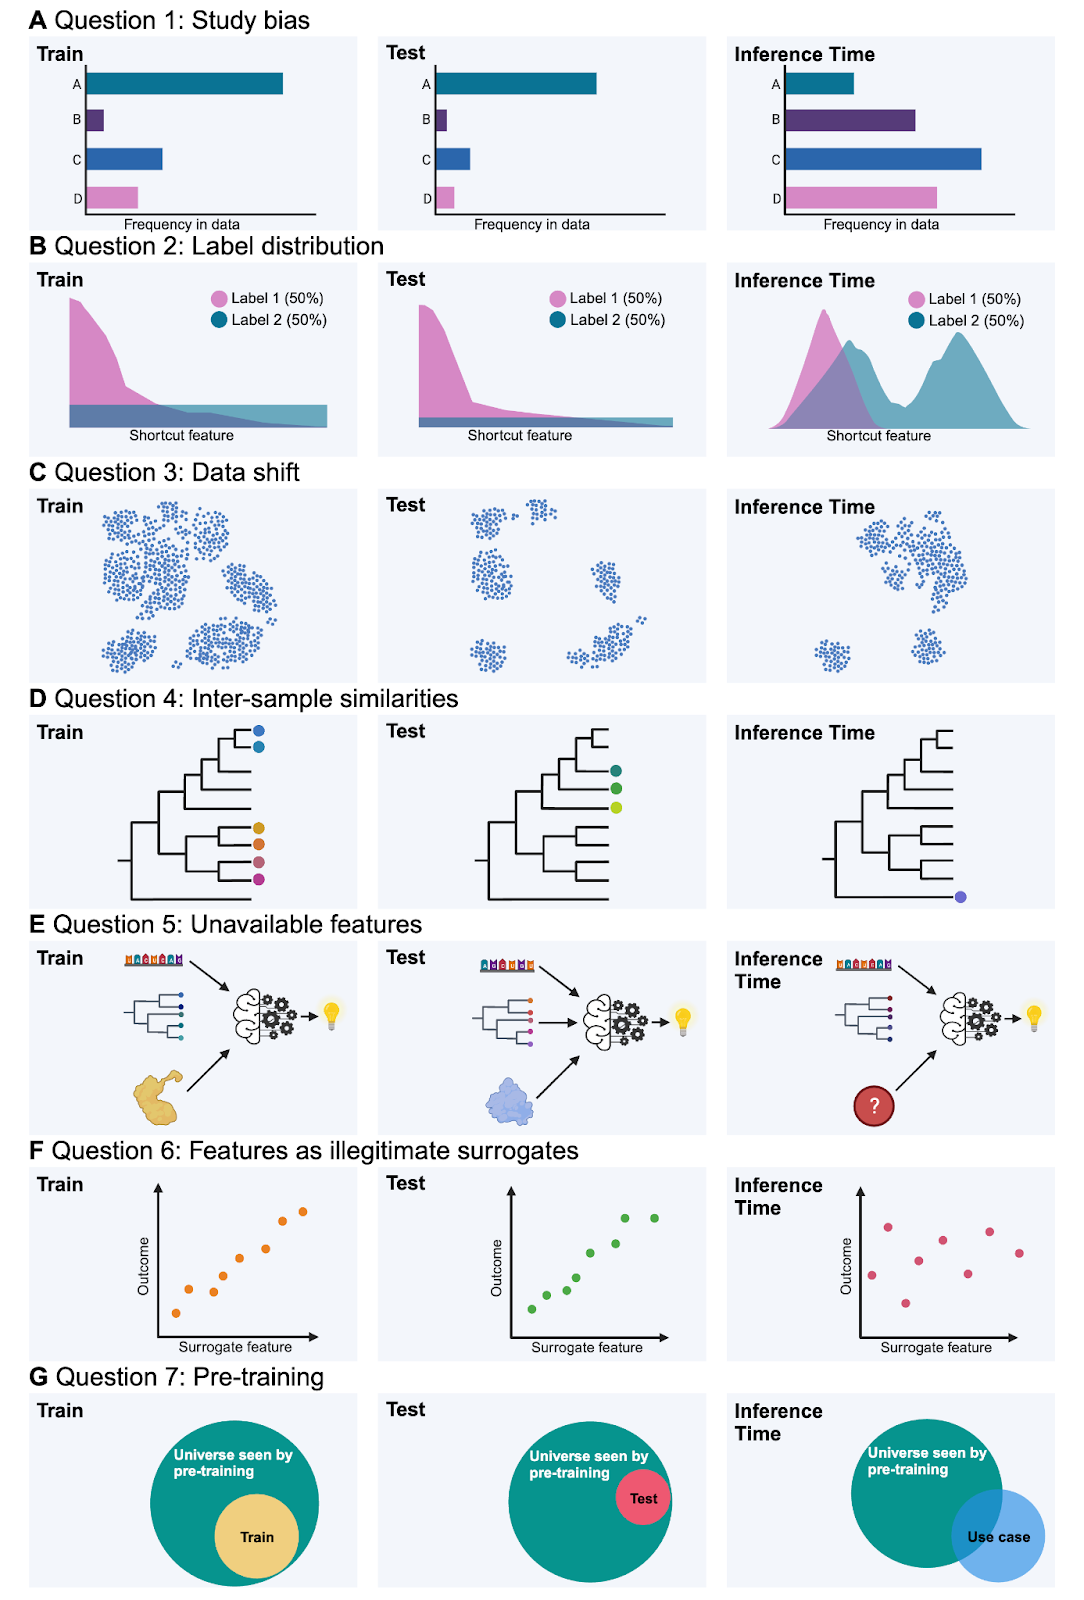 A Question 1: Study bias
Train
A
B
C
D
Frequency in data
Test
A
B
C
D
Frequency in data
Inference Time
A
B
C
D
Frequency in data
B Question 2: Label distribution
Train
Label 1 (50%)
Label 2 (50%)
Shortcut feature
Test
Label 1 (50%)
Label 2 (50%)
Shortcut feature
Inference Time
Label 1 (50%)
Label 2 (50%)
Shortcut feature
C Question 3: Data shift
Train
Test
Inference Time
D Question 4: Inter-sample similarities
Train
Test
Inference Time
E Question 5: Unavailable features
Train
Test
Inference
Time
?
F Question 6: Features as illegitimate surrogates
Train
Outcome
Surrogate feature
Test
Outcome
Surrogate feature
Inference
Time
Outcome
Surrogate feature
G Question 7: Pre-training
Train
Universe seen by
pre-training
Train
Test
Universe seen by
pre-training
Test
Inference
Time
Universe seen by
pre-training
Use case